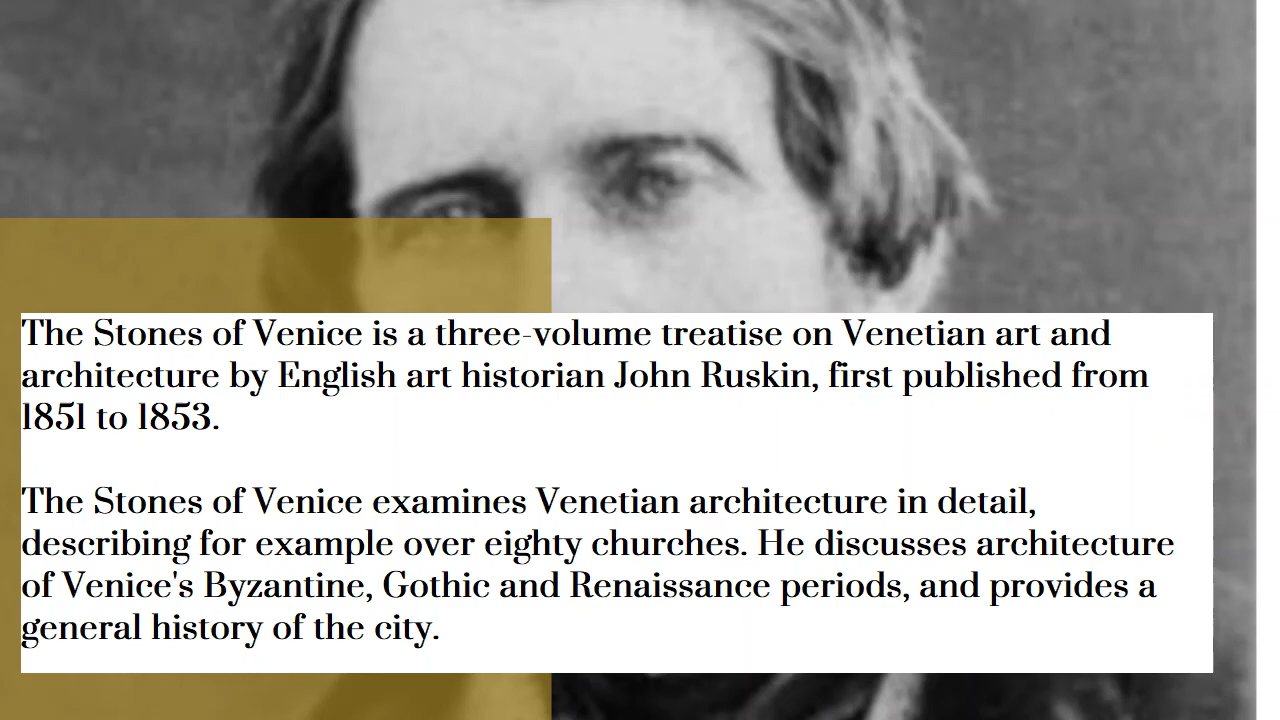 The Stones of Venice is a three-volume treatise on Venetian art and
architecture by English art historian John Ruskin, first published from
1851 to 1853.
The Stones of Venice examines Venetian architecture in detail,
describing for example over eighty churches. He discusses architecture
of Venice's Byzantine, Gothic and Renaissance periods, and provides a
general history of the city.